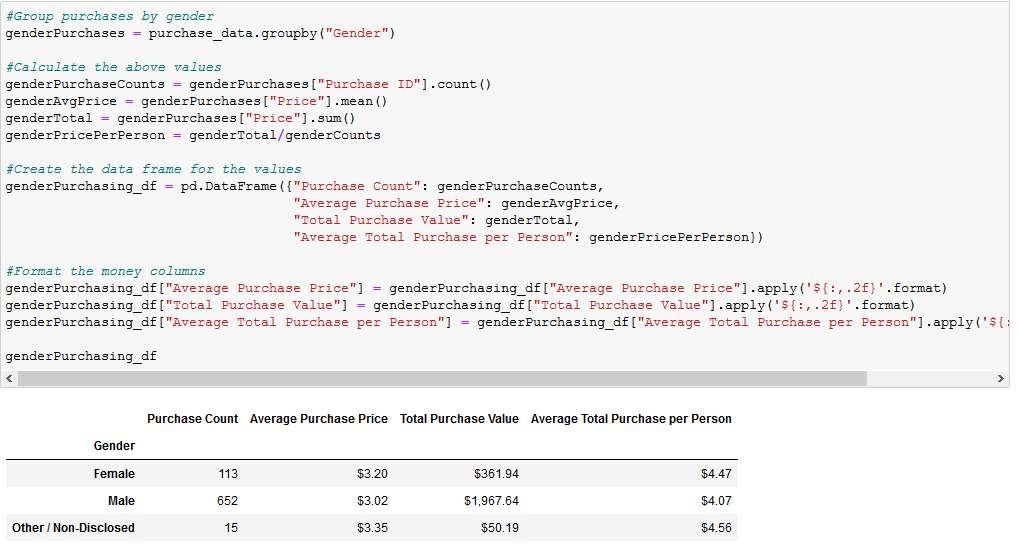 #Group purchases by gender
genderPurchases = purchase_data.groupby("Gender")
#Calculate the above values
genderPurchaseCounts = genderPurchases["Purchase ID"].count()
genderAvgPrice = genderPurchases["Price"].mean()
genderTotal = genderPurchases["Price"].sum()
genderPricePerPerson = genderTotal/genderCounts
#Create the data frame for the values
genderPurchasing_df = pd.DataFrame({"Purchase Count": genderPurchaseCounts,
"Average Purchase Price": genderAvgPrice,
"Total Purchase Value": genderTotal,
"Average Total Purchase per Person": genderPricePerPerson})
#Format the money columns
genderPurchasing_df["Average Purchase Price"] = genderPurchasing_df["Average Purchase Price"].apply('${:,.2f}'.format)
genderPurchasing_df["Total Purchase Value"] = genderPurchasing_df["Total Purchase Value"].apply('${:,.2f}'.format)
genderPurchasing_df["Average Total Purchase per Person"] = genderPurchasing_df["Average Total Purchase per Person"].apply('${:
genderPurchasing_df
Purchase Count Average Purchase Price Total Purchase Value Average Total Purchase per Person
Gender
Female 113 $3.20 $361.94 $4.47
Male 652 $3.02 $1,967.64 $4.07
Other / Non-Disclosed 15 $3.35 $50.19 $4.56